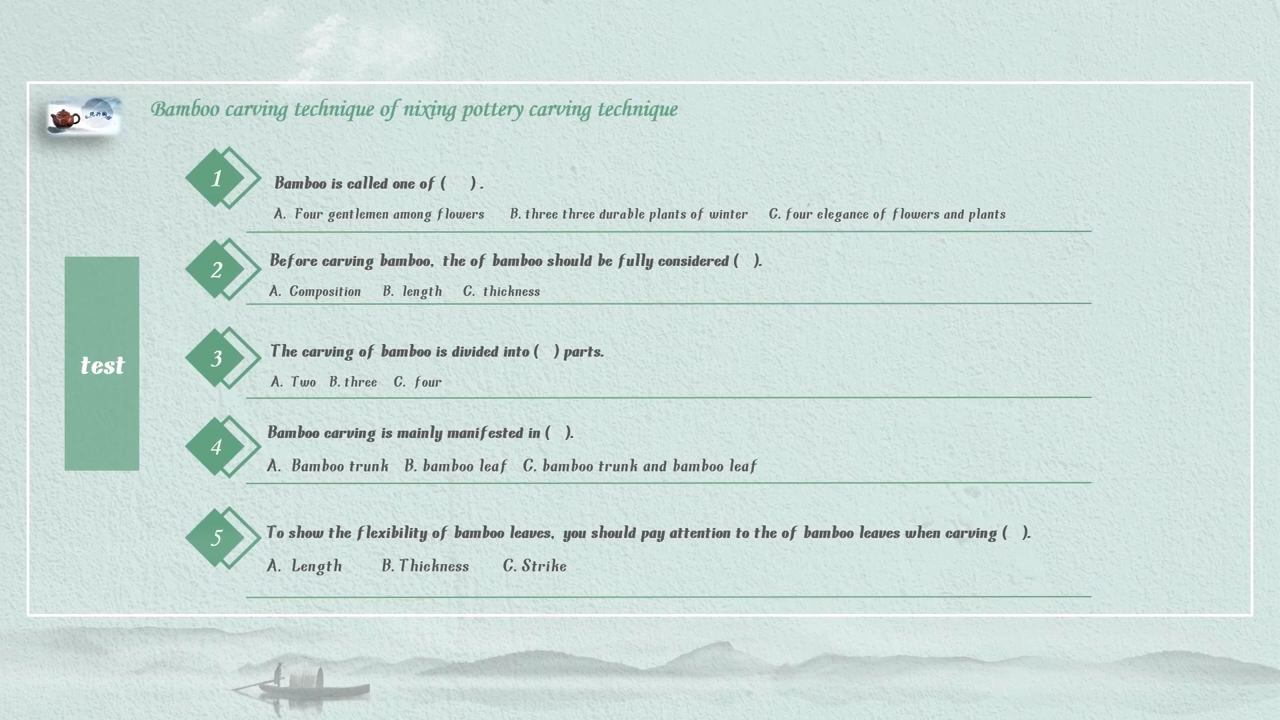 Bamboo carving technique of nixing pottery carving technique
1
Bamboo is called one of (    ) .
A. Four gentlemen among flowers    B. three three durable plants of winter    C. four elegance of flowers and plants
2
Before carving bamboo, the of bamboo should be fully considered (   ).
A. Composition    B. length    C. thickness
test
3
The carving of bamboo is divided into (   ) parts.
A. Two   B. three   C. four
4
Bamboo carving is mainly manifested in (   ).
A. Bamboo trunk   B. bamboo leaf   C. bamboo trunk and bamboo leaf
5
To show the flexibility of bamboo leaves, you should pay attention to the of bamboo leaves when carving (   ).
A. Length    B. Thickness    C. Strike